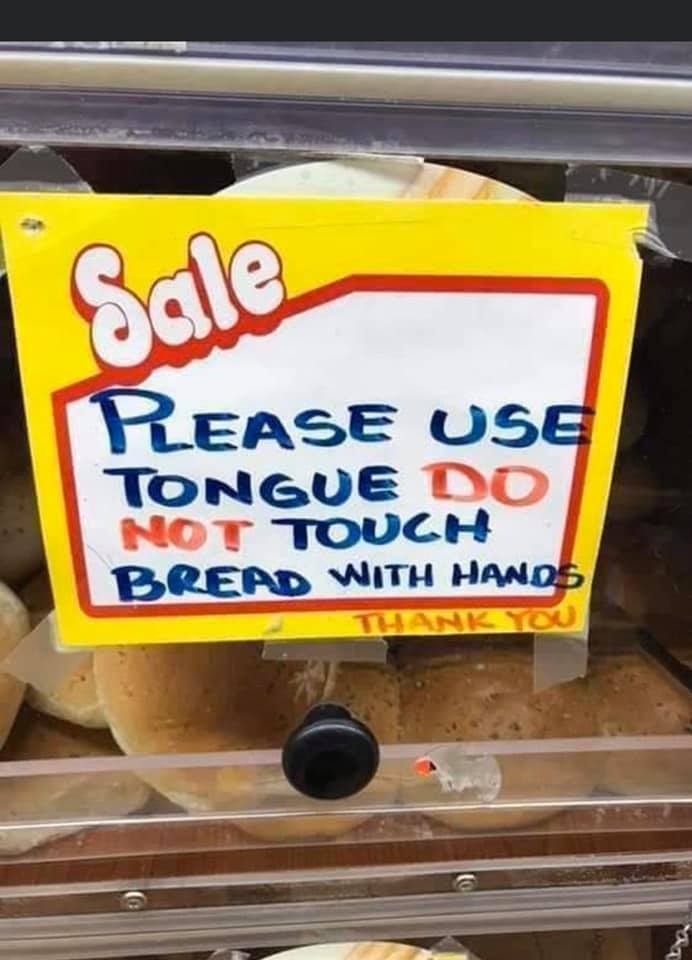 Sale
PLEASE USE
TONGUE DO
NOT TOUCH
BREAD WITH HANDS
THANK YOU